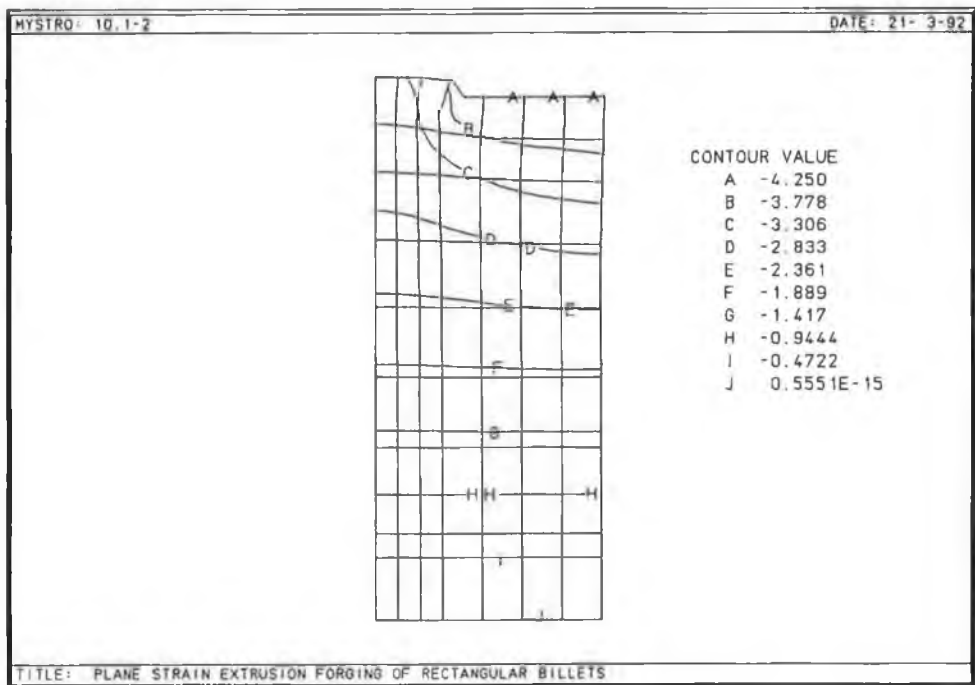 MYSTRO: 10.1-2
DATE: 21- 3-92
A A A
B
C
D
D
E
E
F
G
H H H
I
J
CONTOUR VALUE
A -4.250
B -3.778
C -3.306
D -2.833
E -2.361
F -1.889
G -1.417
H -0.9444
I -0.4722
J 0.5551E-15
TITLE: PLANE STRAIN EXTRUSION FORGING OF RECTANGULAR BILLETS